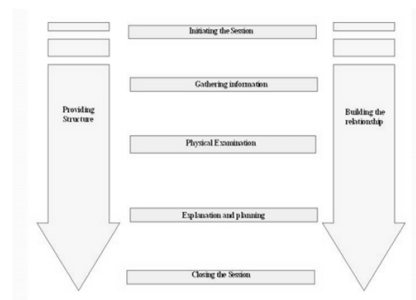 Initiating the Session
Gathering information
Providing
Structure
Building the
relationship
Physical Examination
Explanation and planning
Closing the Session